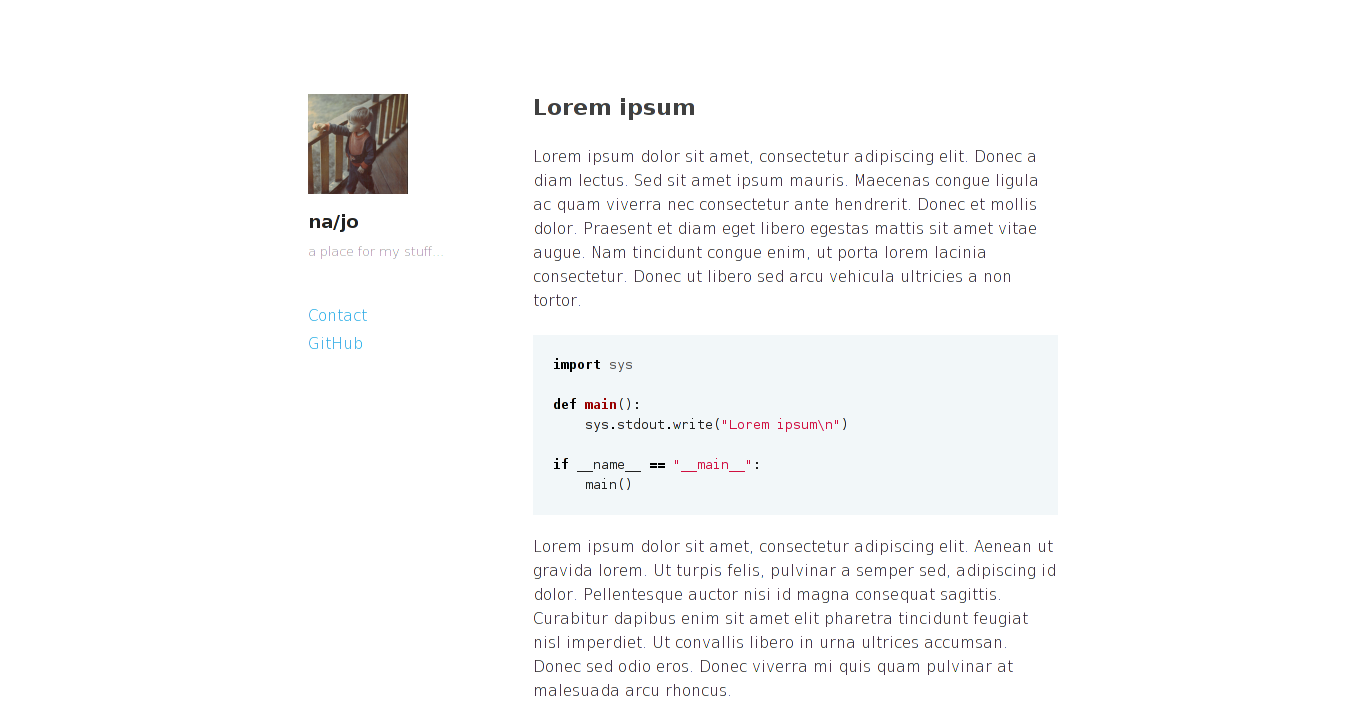 na/jo
a place for my stuff...
Contact
GitHub
Lorem ipsum
Lorem ipsum dolor sit amet, consectetur adipiscing elit. Donec a
diam lectus. Sed sit amet ipsum mauris. Maecenas congue ligula
ac quam viverra nec consectetur ante hendrerit. Donec et mollis
dolor. Praesent et diam eget libero egestas mattis sit amet vitae
augue. Nam tincidunt congue enim, ut porta lorem lacinia
consectetur. Donec ut libero sed arcu vehicula ultricies a non
tortor.
import sys
def main():
    sys.stdout.write("Lorem ipsum\n")
if __name__ == "__main__":
    main()
Lorem ipsum dolor sit amet, consectetur adipiscing elit. Aenean ut
gravida lorem. Ut turpis felis, pulvinar a semper sed, adipiscing id
dolor. Pellentesque auctor nisi id magna consequat sagittis.
Curabitur dapibus enim sit amet elit pharetra tincidunt feugiat
nisl imperdiet. Ut convallis libero in urna ultrices accumsan.
Donec sed odio eros. Donec viverra mi quis quam pulvinar at
malesuada arcu rhoncus.